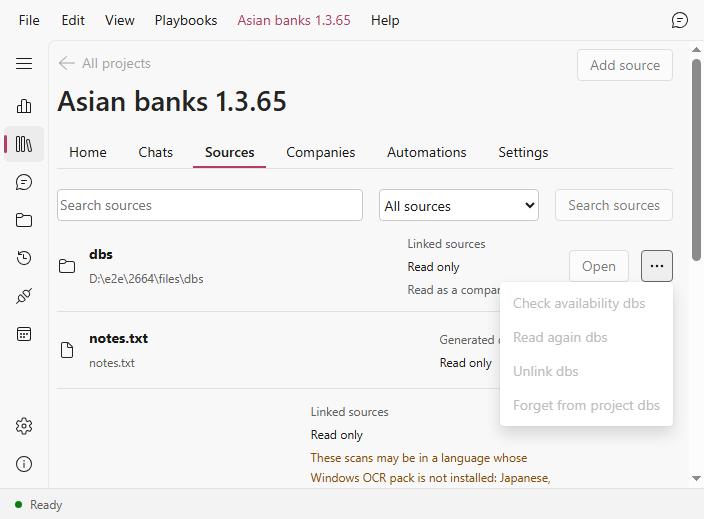 File Edit View Playbooks Asian banks 1.3.65 Help
All projects
Add source
Asian banks 1.3.65
Home Chats Sources Companies Automations Settings
Search sources
All sources
Search sources
dbs
D:\e2e\2664\files\dbs
Linked sources
Read only
Read as a compan
Open
Check availability dbs
Read again dbs
Unlink dbs
Forget from project dbs
notes.txt
notes.txt
Generated
Read only
Linked sources
Read only
These scans may be in a language whose
Windows OCR pack is not installed: Japanese,
Ready